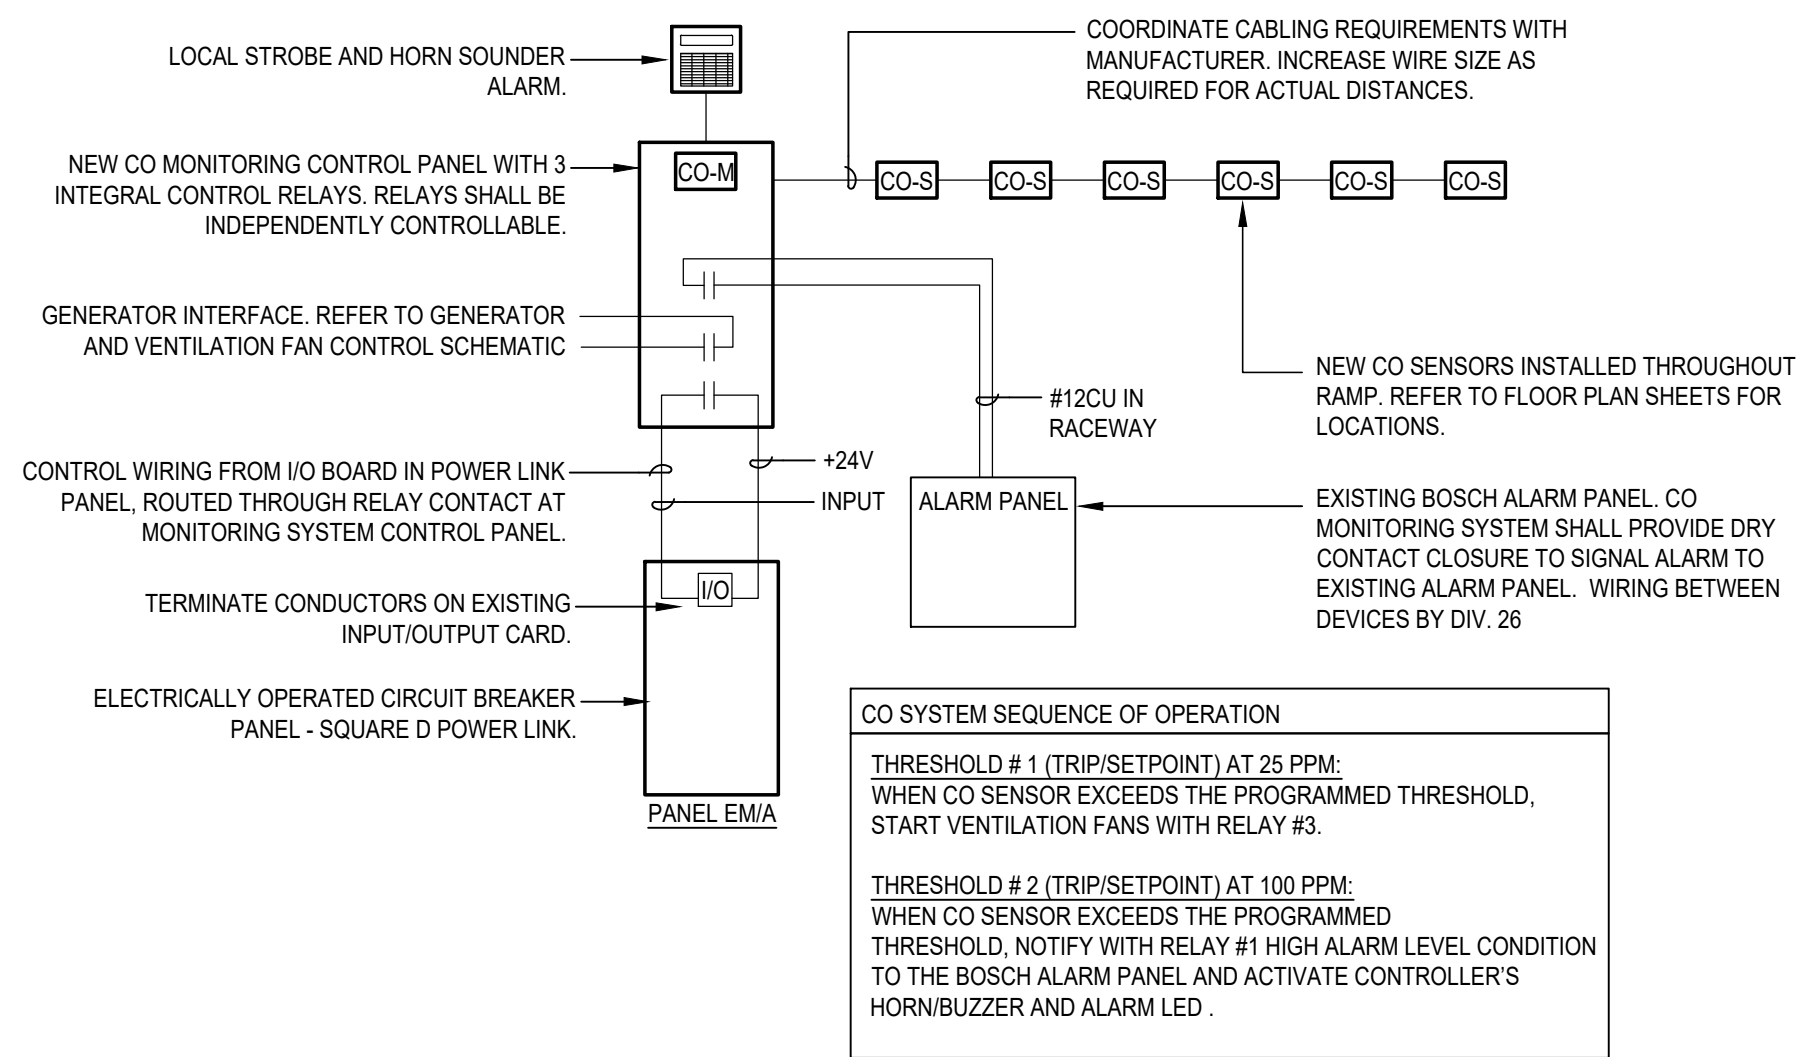 LOCAL STROBE AND HORN SOUNDER
ALARM.
COORDINATE CABLING REQUIREMENTS WITH
MANUFACTURER. INCREASE WIRE SIZE AS
REQUIRED FOR ACTUAL DISTANCES.
NEW CO MONITORING CONTROL PANEL WITH 3
INTEGRAL CONTROL RELAYS. RELAYS SHALL BE
INDEPENDENTLY CONTROLLABLE.
CO-M
CO-S
CO-S
CO-S
CO-S
CO-S
CO-S
GENERATOR INTERFACE. REFER TO GENERATOR
AND VENTILATION FAN CONTROL SCHEMATIC
#12CU IN
RACEWAY
NEW CO SENSORS INSTALLED THROUGHOUT
RAMP. REFER TO FLOOR PLAN SHEETS FOR
LOCATIONS.
CONTROL WIRING FROM I/O BOARD IN POWER LINK
PANEL, ROUTED THROUGH RELAY CONTACT AT
MONITORING SYSTEM CONTROL PANEL.
+24V
INPUT
ALARM PANEL
EXISTING BOSCH ALARM PANEL. CO
MONITORING SYSTEM SHALL PROVIDE DRY
CONTACT CLOSURE TO SIGNAL ALARM TO
EXISTING ALARM PANEL. WIRING BETWEEN
DEVICES BY DIV. 26
I/O
TERMINATE CONDUCTORS ON EXISTING
INPUT/OUTPUT CARD.
ELECTRICALLY OPERATED CIRCUIT BREAKER
PANEL - SQUARE D POWER LINK.
PANEL EM/A
CO SYSTEM SEQUENCE OF OPERATION
THRESHOLD # 1 (TRIP/SETPOINT) AT 25 PPM:
WHEN CO SENSOR EXCEEDS THE PROGRAMMED THRESHOLD,
START VENTILATION FANS WITH RELAY #3.
THRESHOLD # 2 (TRIP/SETPOINT) AT 100 PPM:
WHEN CO SENSOR EXCEEDS THE PROGRAMMED
THRESHOLD, NOTIFY WITH RELAY #1 HIGH ALARM LEVEL CONDITION
TO THE BOSCH ALARM PANEL AND ACTIVATE CONTROLLER'S
HORN/BUZZER AND ALARM LED .